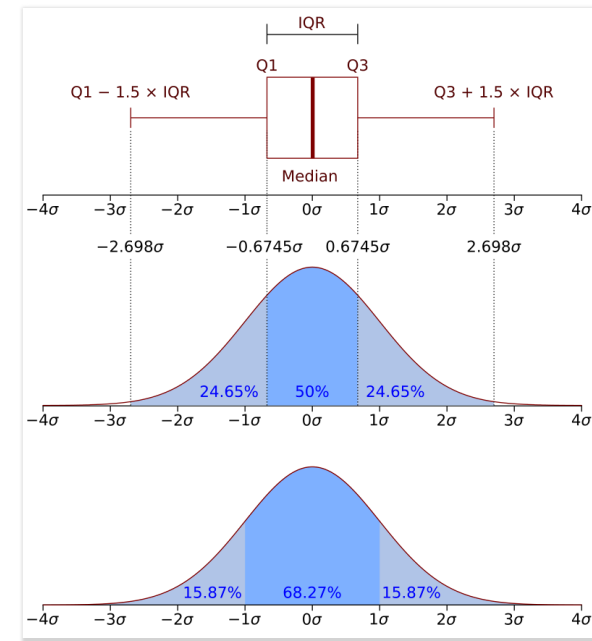 IQR
Q1 Q3
Q1 − 1.5 × IQR Q3 + 1.5 × IQR
Median
−4σ −3σ −2σ −1σ 0σ 1σ 2σ 3σ 4σ
−2.698σ −0.6745σ 0.6745σ 2.698σ
24.65% 50% 24.65%
−4σ −3σ −2σ −1σ 0σ 1σ 2σ 3σ 4σ
15.87% 68.27% 15.87%
−4σ −3σ −2σ −1σ 0σ 1σ 2σ 3σ 4σ